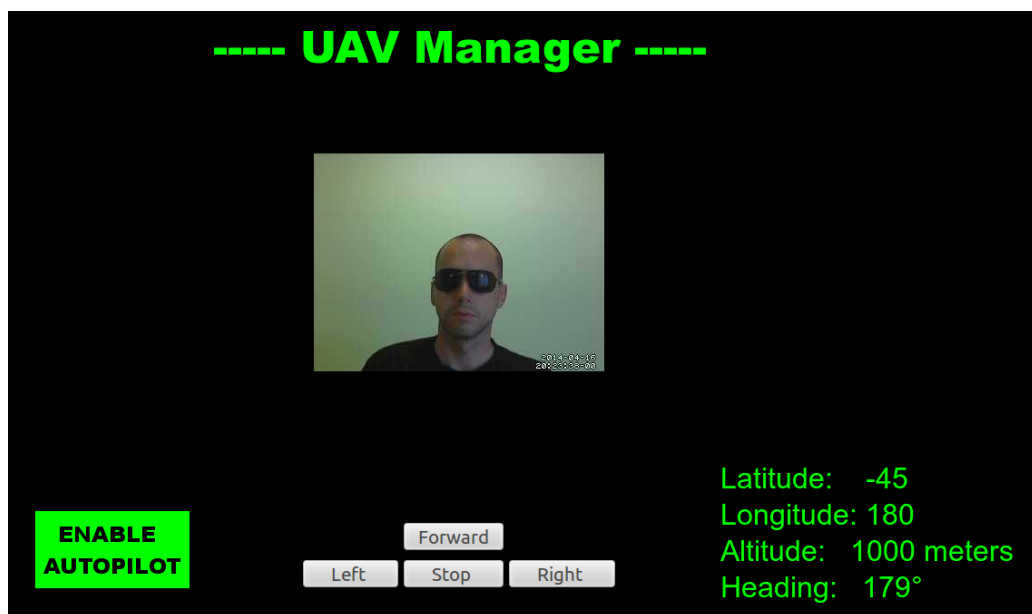 ----- UAV Manager -----
2014-04-15
20:23:38-00
Latitude: -45
Longitude: 180
Altitude: 1000 meters
Heading: 179°
ENABLE
AUTOPILOT
Forward
Left Stop Right